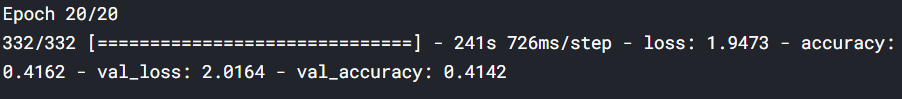 Epoch 20/20
332/332 [==============================] - 241s 726ms/step - loss: 1.9473 - accuracy:
0.4162 - val_loss: 2.0164 - val_accuracy: 0.4142